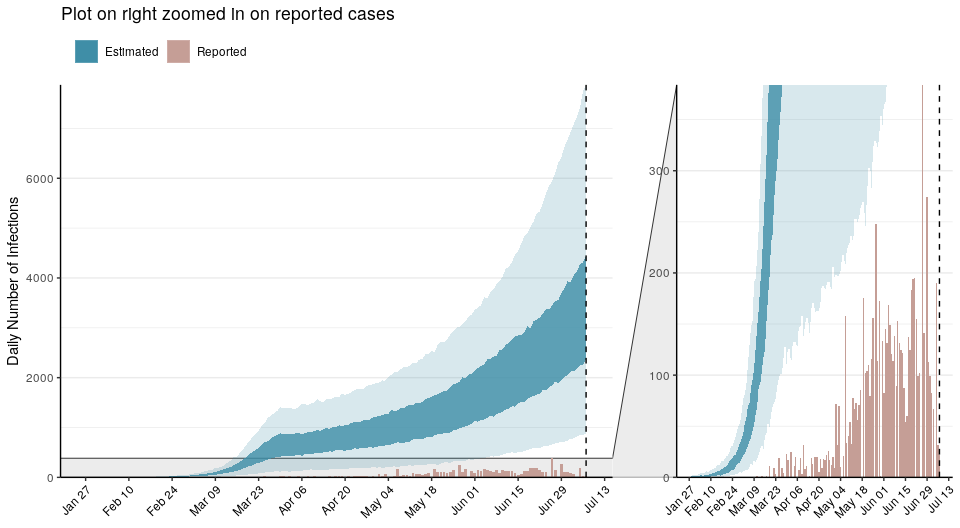 Plot on right zoomed in on reported cases
Estimated Reported
Daily Number of Infections
6000
4000
2000
0
Jan 27 Feb 10 Feb 24 Mar 09 Mar 23 Apr 06 Apr 20 May 04 May 18 Jun 01 Jun 15 Jun 29 Jul 13
300
200
100
0
Jan 27 Feb 10 Feb 24 Mar 09 Mar 23 Apr 06 Apr 20 May 04 May 18 Jun 01 Jun 15 Jun 29 Jul 13